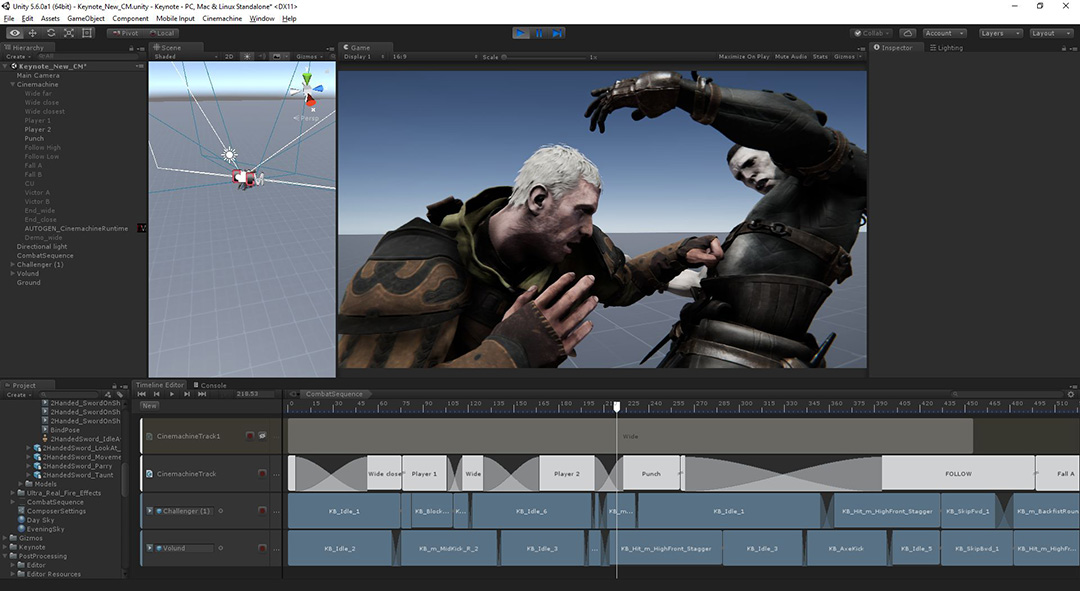 Unity 5.6.0a1 (64bit) - Keynote_New_CM.unity - Keynote - PC, Mac & Linux Standalone* <DX11>
File Edit Assets GameObject Component Mobile Input Cinemachine Window Help
Pivot Local Collab Account Layers Layout
Hierarchy
Create All
Keynote_New_CM*
Main Camera
Cinemachine
Wide far
Wide close
Wide closest
Player 1
Player 2
Punch
Follow High
Follow Low
Fall A
Fall B
CU
Victor A
Victor B
End_wide
End_close
AUTOGEN_CinemachineRuntime
Demo_wide
Directional light
CombatSequence
Challenger (1)
Volund
Ground
Scene
Shaded 2D Gizmos
Persp
Game
Display 1 16:9 Scale 1x Maximize On Play Mute Audio Stats Gizmos
Inspector Lighting
Project
Create
2Handed_SwordOnSh
2Handed_SwordOnSh
2Handed_SwordOnSh
BindPose
2HandedSword_IdleA
2HandedSword_LookAt_
2HandedSword_Moveme
2HandedSword_Parry
2HandedSword_Taunt
Models
Ultra_Real_Fire_Effects
CombatSequence
ComposerSettings
Day Sky
EveningSky
Gizmos
Keynote
PostProcessing
Editor
Editor Resources
Timeline Editor Console
218.53 CombatSequence
New 0 15 30 45 60 75 90 105 120 135 150 165 180 195 225 240 255 270 285 300 315 330 345 360 375 390 405 420 435 450 465 480 495 510
CinemachineTrack1 Wide
CinemachineTrack Wide close Player 1 Wide Player 2 Punch FOLLOW Fall A
Challenger (1) KB_Idle_1 KB_Block... K... KB_Idle_6 KB_m... KB_Idle_1 KB_Hit_m_HighFront_Stagger KB_SkipFwd_1 KB_m_BackfistRoun
Volund KB_Idle_2 KB_m_MidKick_R_2 KB_Idle_3 ... KB_Hit_m_HighFront_Stagger KB_Idle_3 KB_AxeKick KB_Idle_5 KB_SkipBwd_1 KB_Hit_m_HighFr...